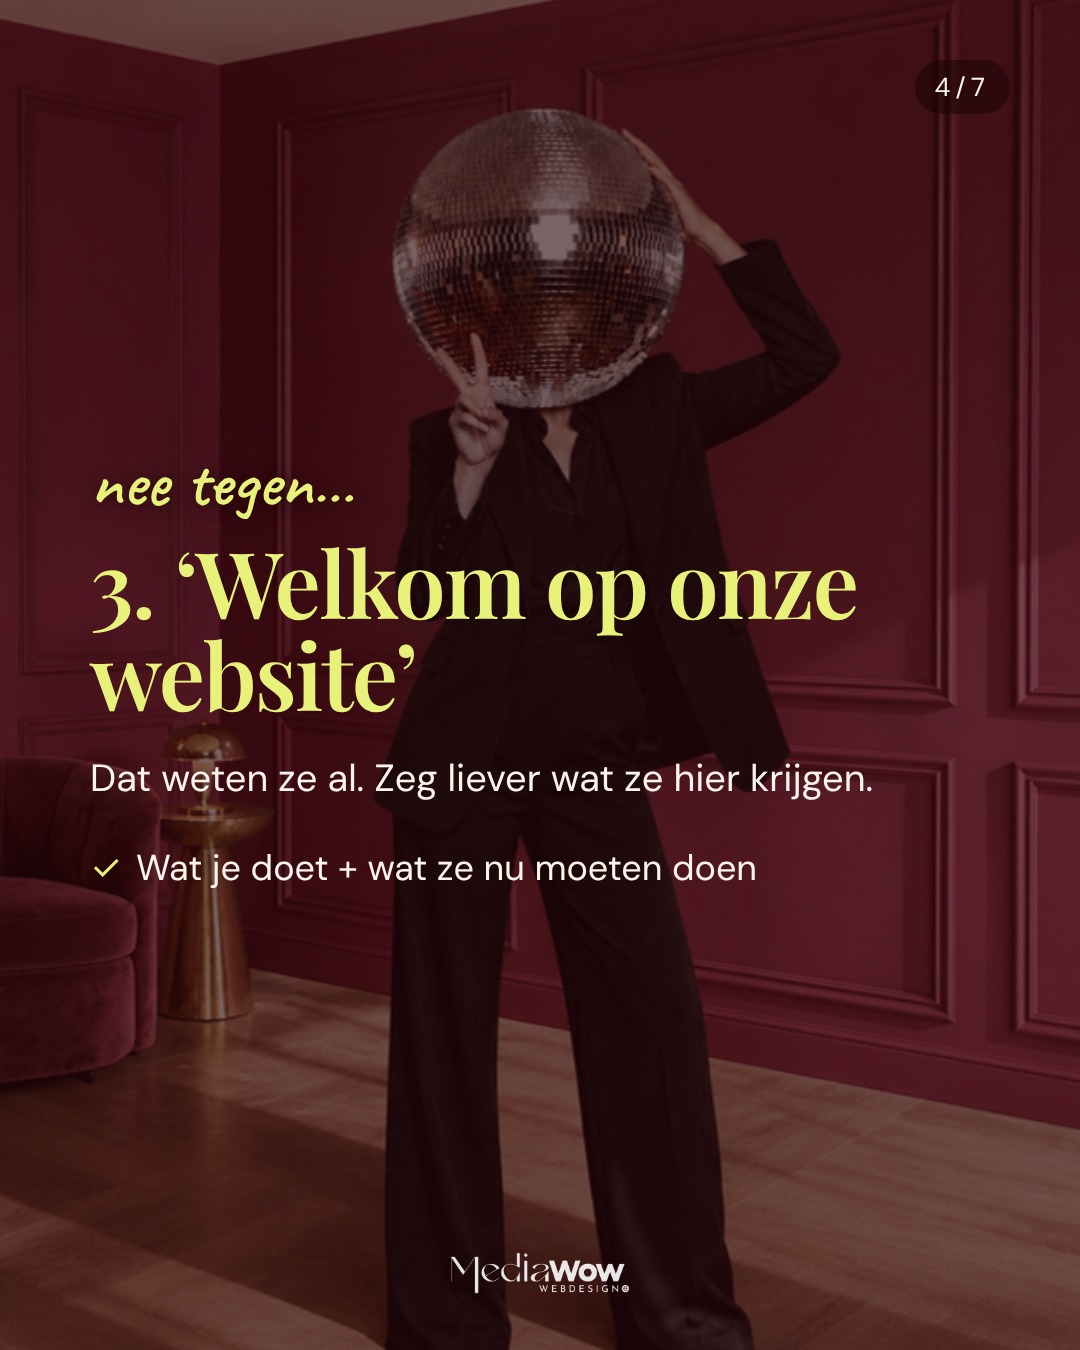 4/7
nee tegen...
3. ‘Welkom op onze
website’
Dat weten ze al. Zeg liever wat ze hier krijgen.
✓ Wat je doet + wat ze nu moeten doen
MediaWow
WEBDESIGN